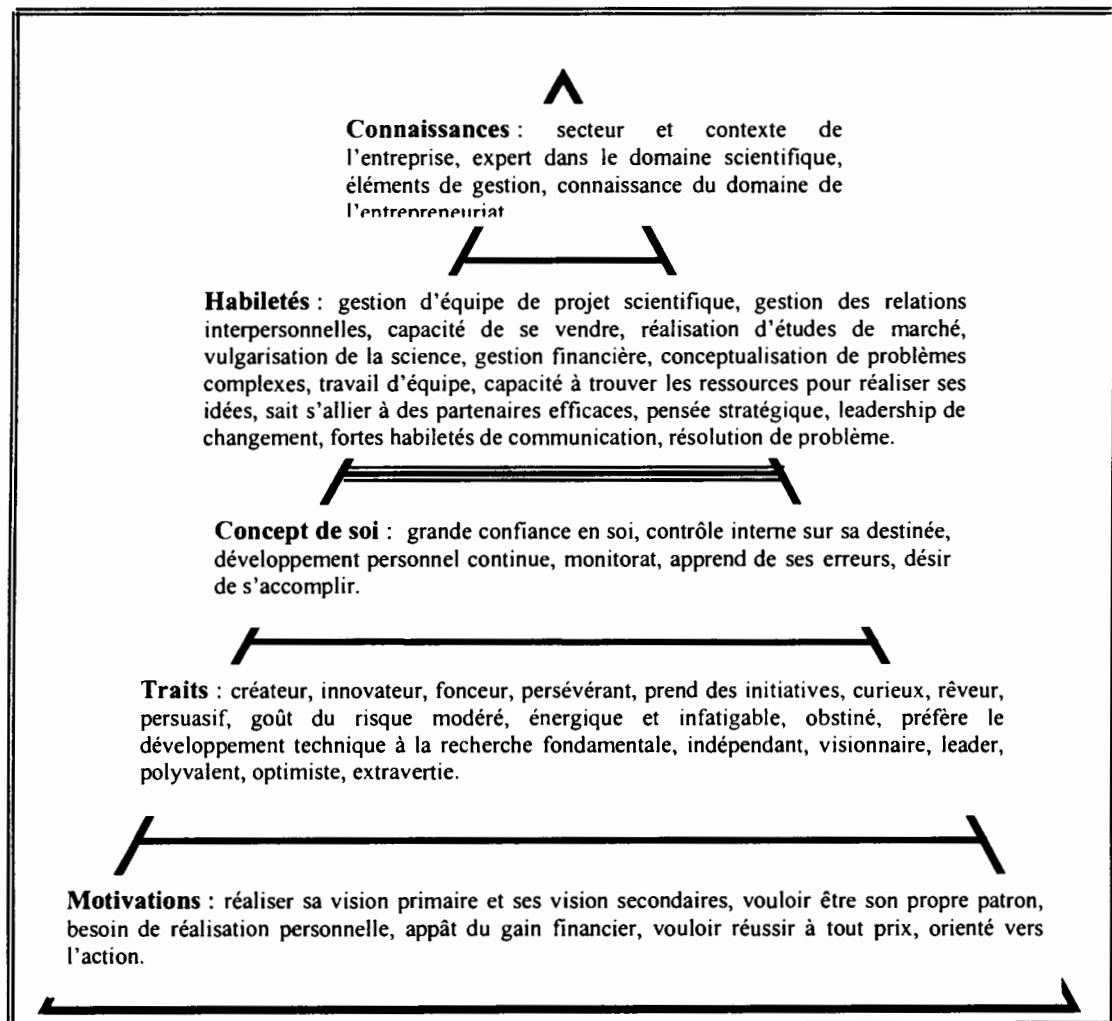 Connaissances : secteur et contexte de
l'entreprise, expert dans le domaine scientifique,
éléments de gestion, connaissance du domaine de
l'entrepreneuriat
Habiletés : gestion d'équipe de projet scientifique, gestion des relations
interpersonnelles, capacité de se vendre, réalisation d'études de marché,
vulgarisation de la science, gestion financière, conceptualisation de problèmes
complexes, travail d'équipe, capacité à trouver les ressources pour réaliser ses
idées, sait s'allier à des partenaires efficaces, pensée stratégique, leadership de
changement, fortes habiletés de communication, résolution de problème.
Concept de soi : grande confiance en soi, contrôle interne sur sa destinée,
développement personnel continue, monitorat, apprend de ses erreurs, désir
de s'accomplir.
Traits : créateur, innovateur, fonceur, persévérant, prend des initiatives, curieux, rêveur,
persuasif, goût du risque modéré, énergique et infatigable, obstiné, préfère le
développement technique à la recherche fondamentale, indépendant, visionnaire, leader,
polyvalent, optimiste, extravertie.
Motivations : réaliser sa vision primaire et ses vision secondaires, vouloir être son propre patron,
besoin de réalisation personnelle, appât du gain financier, vouloir réussir à tout prix, orienté vers
l'action.